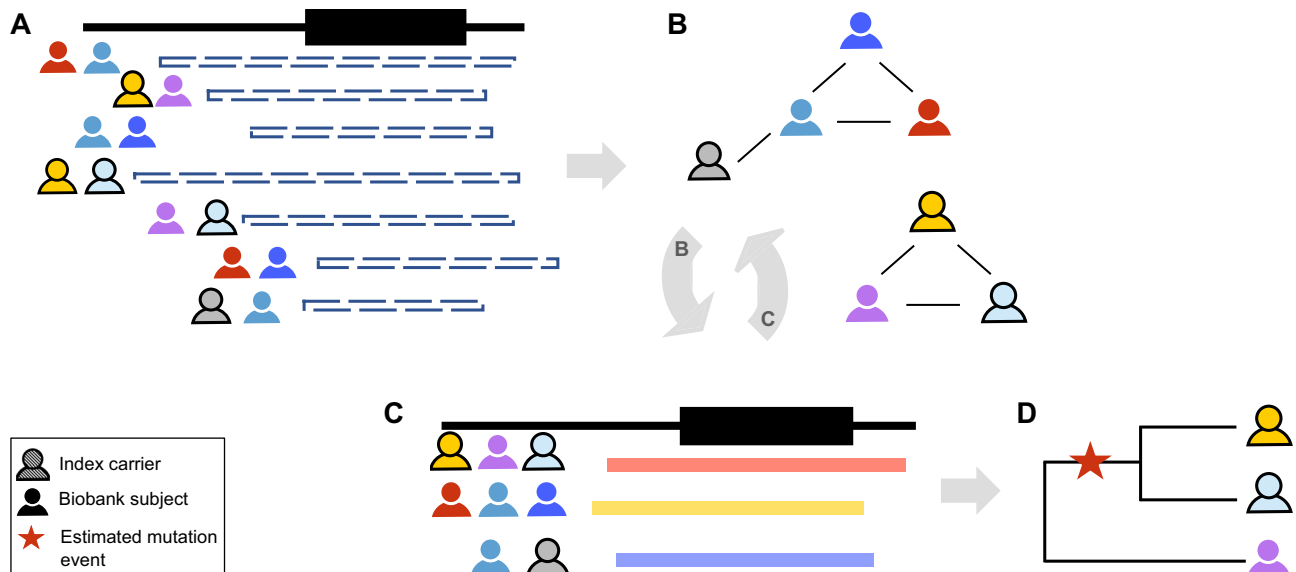 A
B
B
C
C
D
Index carrier
Biobank subject
Estimated mutation
event